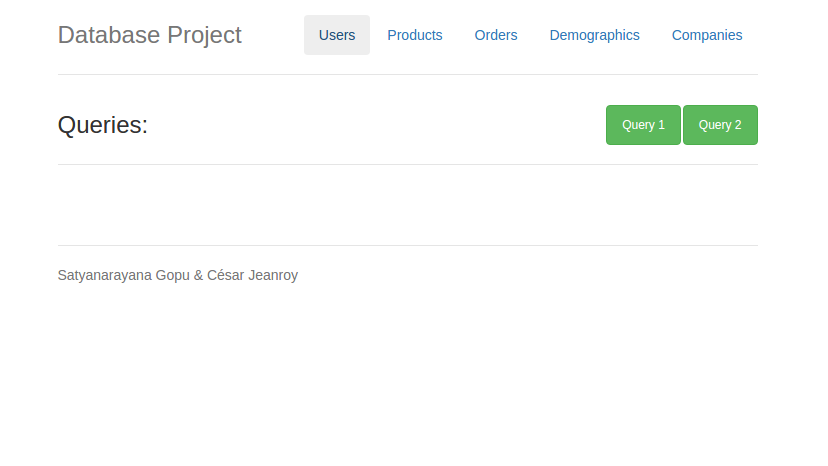 Database Project Users Products Orders Demographics Companies
Queries: Query 1 Query 2
Satyanarayana Gopu & César Jeanroy